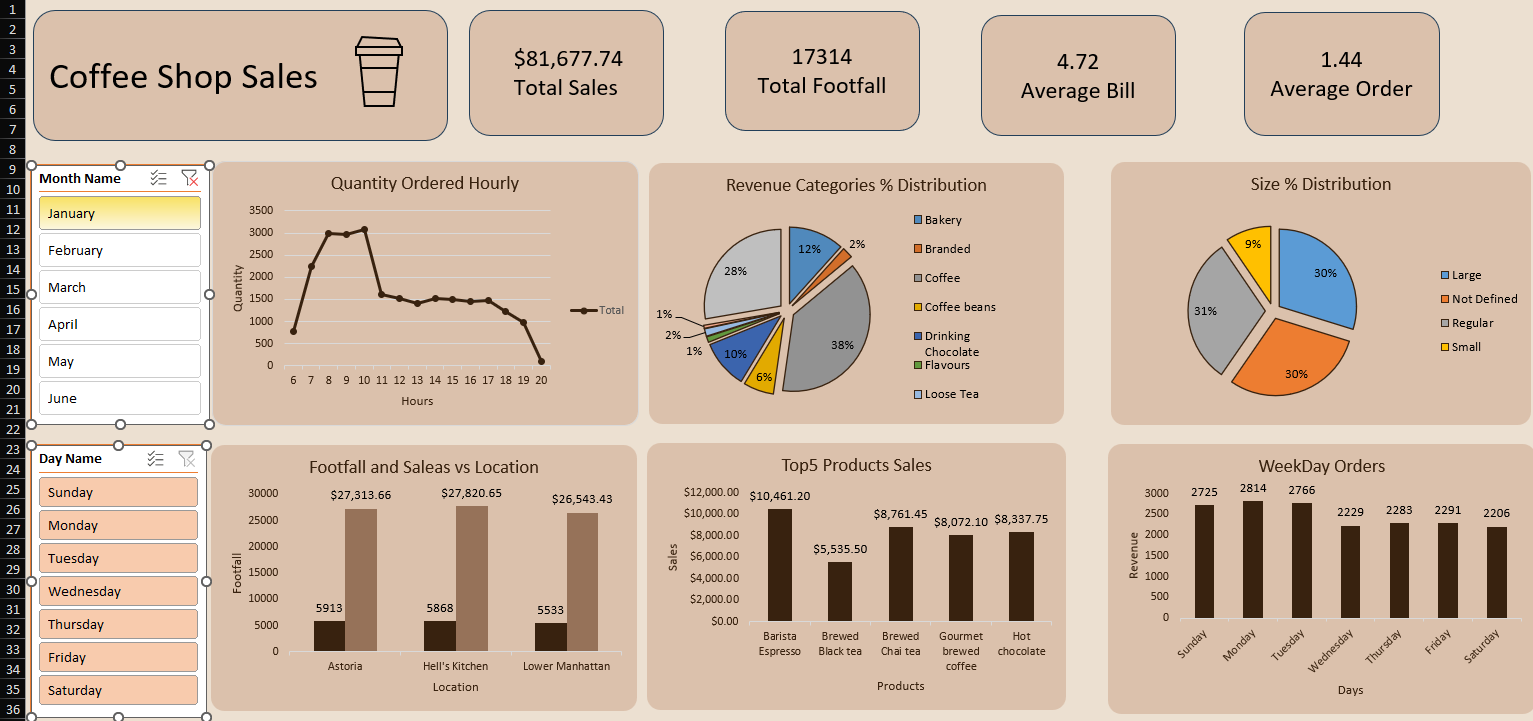 1
2
3
4
5
6
7
8
9
10
11
12
13
14
15
16
17
18
19
20
21
22
23
24
25
26
27
28
29
30
31
32
33
34
35
36
Coffee Shop Sales
$81,677.74
Total Sales
17314
Total Footfall
4.72
Average Bill
1.44
Average Order
Month Name
January
February
March
April
May
June
Quantity Ordered Hourly
Quantity
3500
3000
2500
2000
1500
1000
500
0
6 7 8 9 10 11 12 13 14 15 16 17 18 19 20
Hours
Total
Revenue Categories % Distribution
12%
2%
38%
6%
10%
1%
2%
1%
28%
Bakery
Branded
Coffee
Coffee beans
Drinking
Chocolate
Flavours
Loose Tea
Size % Distribution
30%
30%
31%
9%
Large
Not Defined
Regular
Small
Day Name
Sunday
Monday
Tuesday
Wednesday
Thursday
Friday
Saturday
Footfall and Saleas vs Location
Footfall
30000
25000
20000
15000
10000
5000
0
$27,313.66 $27,820.65 $26,543.43
5913 5868 5533
Astoria Hell's Kitchen Lower Manhattan
Location
Top5 Products Sales
Sales
$12,000.00
$10,000.00
$8,000.00
$6,000.00
$4,000.00
$2,000.00
$0.00
$10,461.20
$5,535.50
$8,761.45
$8,072.10
$8,337.75
Barista
Espresso
Brewed
Black tea
Brewed
Chai tea
Gourmet
brewed
coffee
Hot
chocolate
Products
WeekDay Orders
Revenue
3000
2500
2000
1500
1000
500
0
2725 2814 2766 2229 2283 2291 2206
Sunday Monday Tuesday Wednesday Thursday Friday Saturday
Days